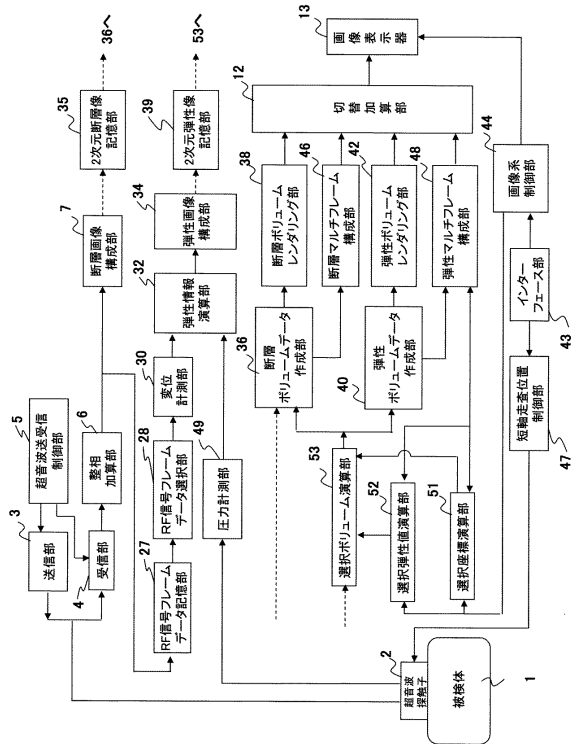 超音波送受信
制御部
5
3
送信部
4
受信部
6
整相
加算部
7
断層画像
構成部
35
2次元断層像
記憶部
36へ
27
RF信号フレーム
データ記憶部
28
RF信号フレーム
データ選択部
30
変位
計測部
32
弾性情報
演算部
34
弾性画像
構成部
39
2次元弾性像
記憶部
53へ
49
圧力計測部
36
断層
ボリュームデータ
作成部
38
断層ボリューム
レンダリング部
46
断層マルチフレーム
構成部
40
弾性
ボリュームデータ
作成部
42
弾性ボリューム
レンダリング部
48
弾性マルチフレーム
構成部
12
切替加算部
13
画像表示器
53
選択ボリューム演算部
52
選択弾性値演算部
51
選択座標演算部
44
画像系
制御部
インター
フェース部
43
短軸走査位置
制御部
47
2
超音波
探触子
被検体
1